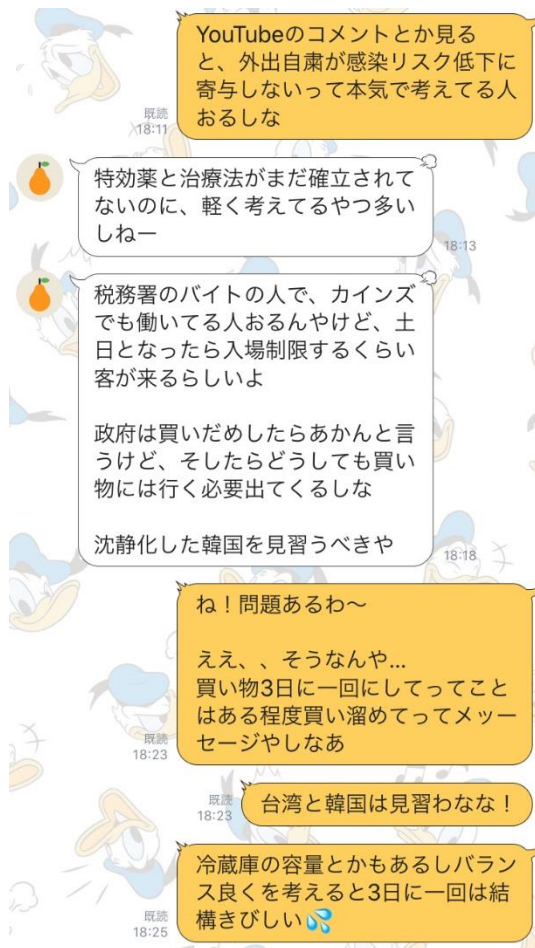 YouTubeのコメントとか見る
と、外出自粛が感染リスク低下に
寄与しないって本気で考えてる人
おるしな
既読
18:11
特効薬と治療法がまだ確立されて
ないのに、軽く考えてるやつ多い
しねー
18:13
税務署のバイトの人で、カインズ
でも働いてる人おるんやけど、土
日となったら入場制限するくらい
客が来るらしいよ
政府は買いだめしたらあかんと言
うけど、そしたらどうしても買い
物には行く必要出てくるしな
沈静化した韓国を見習うべきや
18:18
ね！問題あるわ〜
ええ、、そうなんや...
買い物3日に一回にしてってこと
はある程度買い溜めてってメッ一
セージやしなあ
既読
18:23
台湾と韓国は見習わなな！
既読
18:23
冷蔵庫の容量とかもあるしバラン
ス良くを考えると3日に一回は結
構きびしい💦
既読
18:25